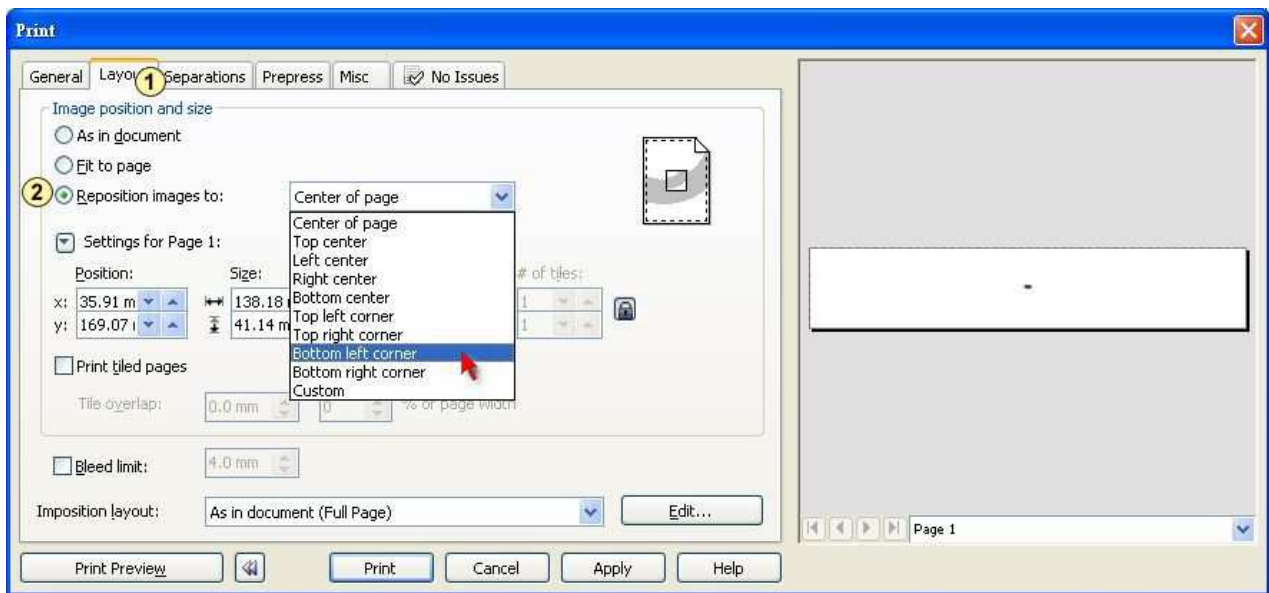 Print
General Layou 1 Separations Prepress Misc No Issues
Image position and size
As in document
Fit to page
2 Reposition images to: Center of page
Center of page
Top center
Left center
Right center
Bottom center
Top left corner
Top right corner
Bottom left corner
Bottom right corner
Custom
Settings for Page 1:
Position: Size: # of tiles:
x: 35.91 m 138.18 1
y: 169.07 41.14 m 1
Print tiled pages
Tile overlap: 0.0 mm 0 % of page width
Bleed limit: 4.0 mm
Imposition layout: As in document (Full Page) Edit...
Page 1
Print Preview Print Cancel Apply Help